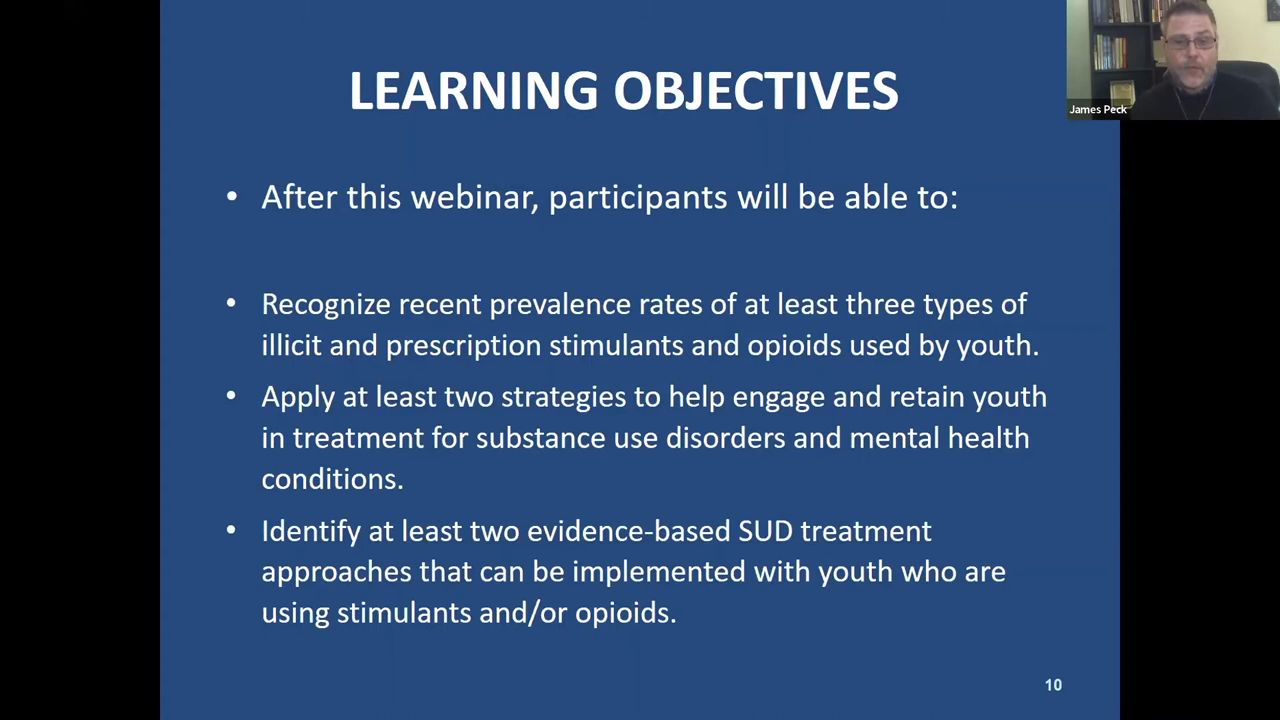 LEARNING OBJECTIVES
James Peck
• After this webinar, participants will be able to:
• Recognize recent prevalence rates of at least three types of
illicit and prescription stimulants and opioids used by youth.
• Apply at least two strategies to help engage and retain youth
in treatment for substance use disorders and mental health
conditions.
• Identify at least two evidence-based SUD treatment
approaches that can be implemented with youth who are
using stimulants and/or opioids.
10